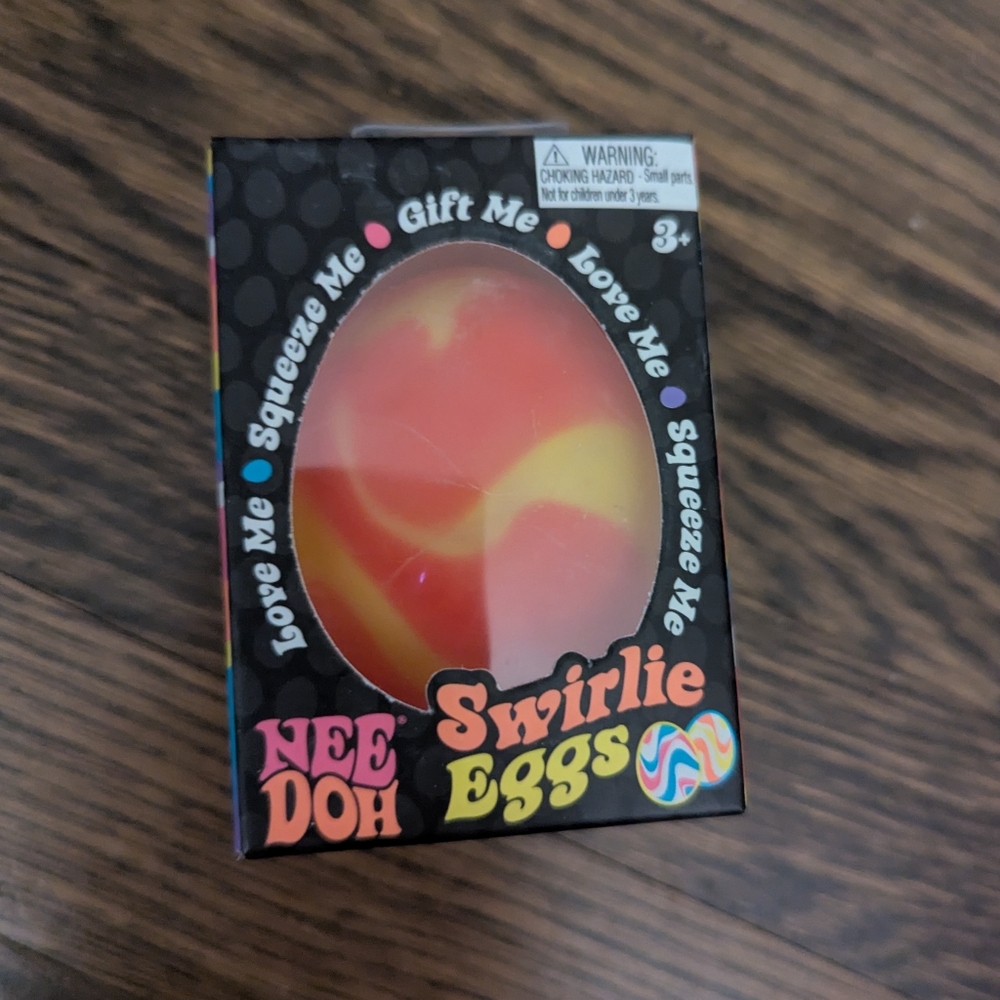 WARNING:
CHOKING HAZARD - Small parts.
Not for children under 3 years.
3+
Love Me • Squeeze Me • Gift Me • Love Me • Squeeze Me
NEE
DOH®
Swirlie
Eggs